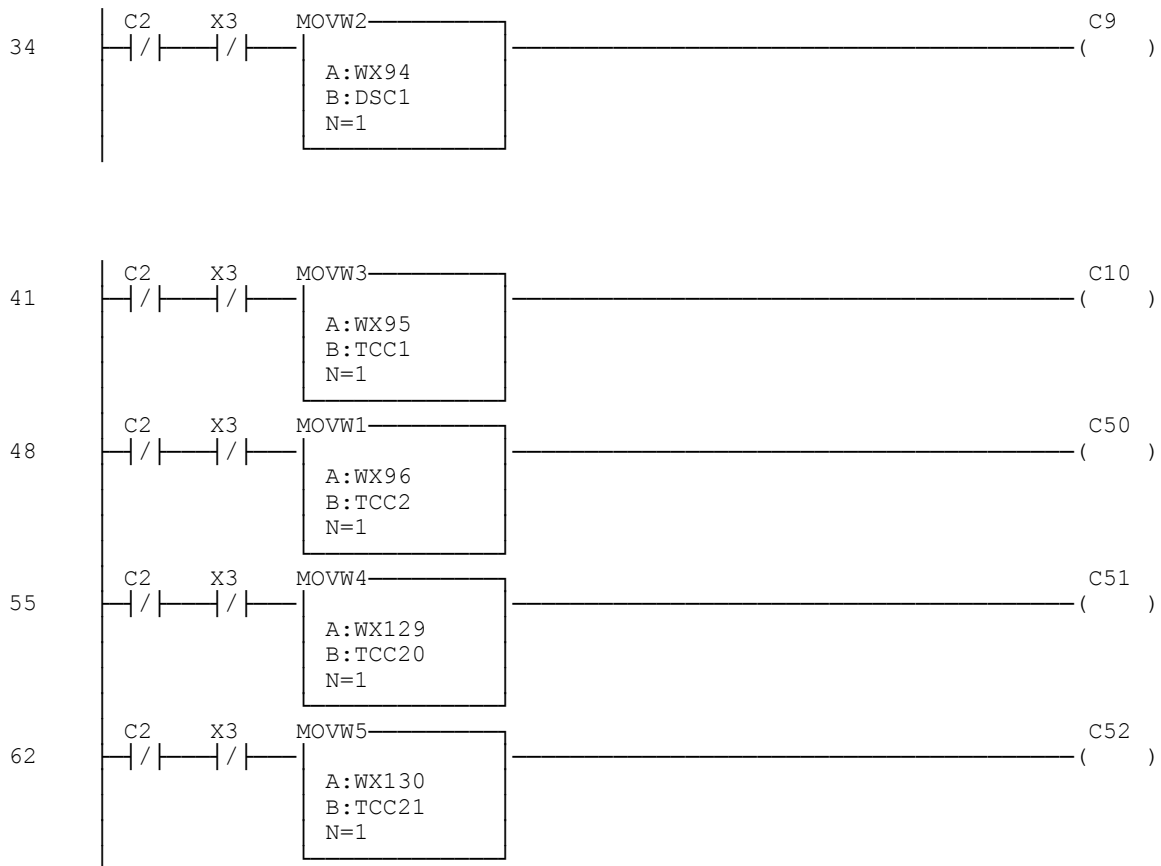 C2 X3 MOVW2 C9
34 ( )
A:WX94
B:DSC1
N=1
C2 X3 MOVW3 C10
41 ( )
A:WX95
B:TCC1
N=1
C2 X3 MOVW1 C50
48 ( )
A:WX96
B:TCC2
N=1
C2 X3 MOVW4 C51
55 ( )
A:WX129
B:TCC20
N=1
C2 X3 MOVW5 C52
62 ( )
A:WX130
B:TCC21
N=1